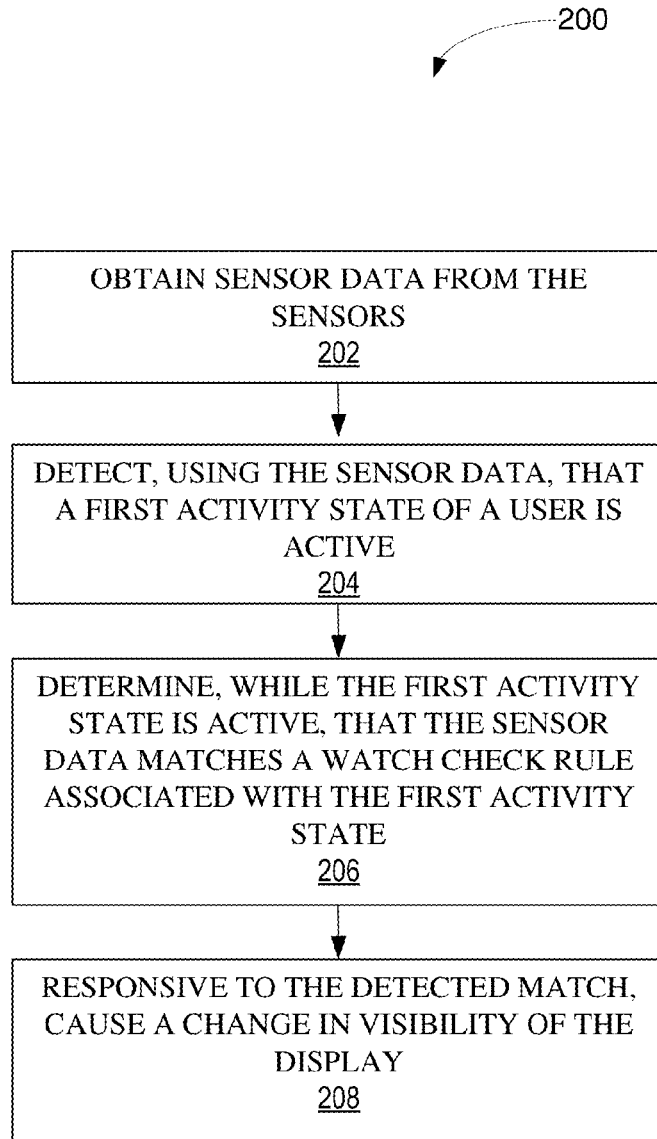 200
OBTAIN SENSOR DATA FROM THE
SENSORS
202
DETECT, USING THE SENSOR DATA, THAT
A FIRST ACTIVITY STATE OF A USER IS
ACTIVE
204
DETERMINE, WHILE THE FIRST ACTIVITY
STATE IS ACTIVE, THAT THE SENSOR
DATA MATCHES A WATCH CHECK RULE
ASSOCIATED WITH THE FIRST ACTIVITY
STATE
206
RESPONSIVE TO THE DETECTED MATCH,
CAUSE A CHANGE IN VISIBILITY OF THE
DISPLAY
208